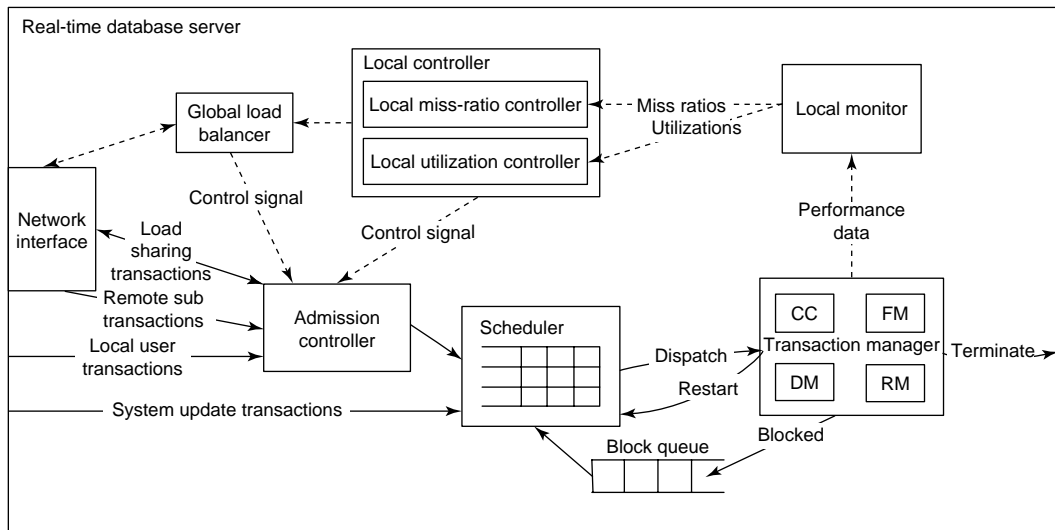 Real-time database server
Local controller
Local miss-ratio controller
Local utilization controller
Global load
balancer
Miss ratios
Utilizations
Local monitor
Network
interface
Control signal
Control signal
Performance
data
Load
sharing
transactions
Remote sub
transactions
Local user
transactions
System update transactions
Admission
controller
Scheduler
Dispatch
Restart
CC
FM
Transaction manager
DM
RM
Terminate
Blocked
Block queue